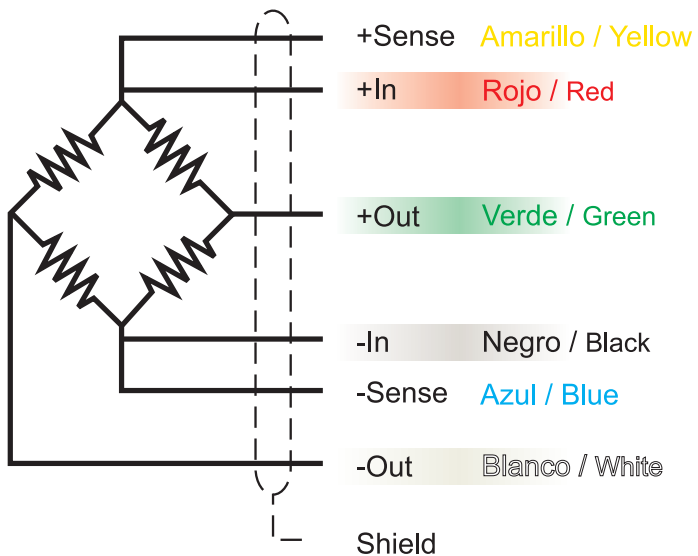 +Sense Amarillo / Yellow
+In Rojo / Red
+Out Verde / Green
-In Negro / Black
-Sense Azul / Blue
-Out Blanco / White
Shield